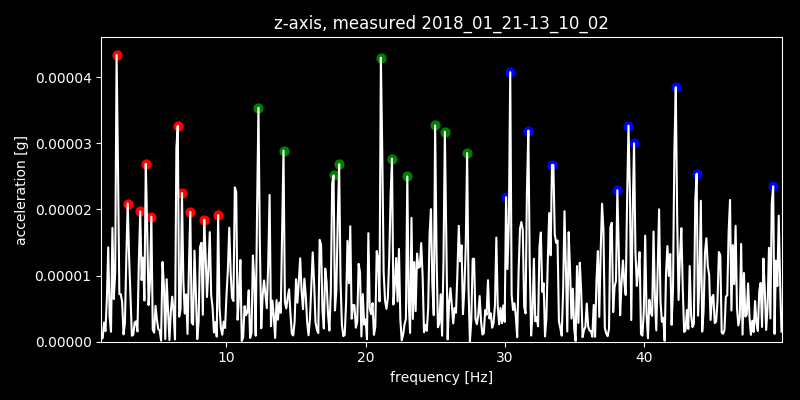 z-axis, measured 2018_01_21-13_10_02
0.00004
0.00003
0.00002
0.00001
0.00000
acceleration [g]
10 20 30 40
frequency [Hz]